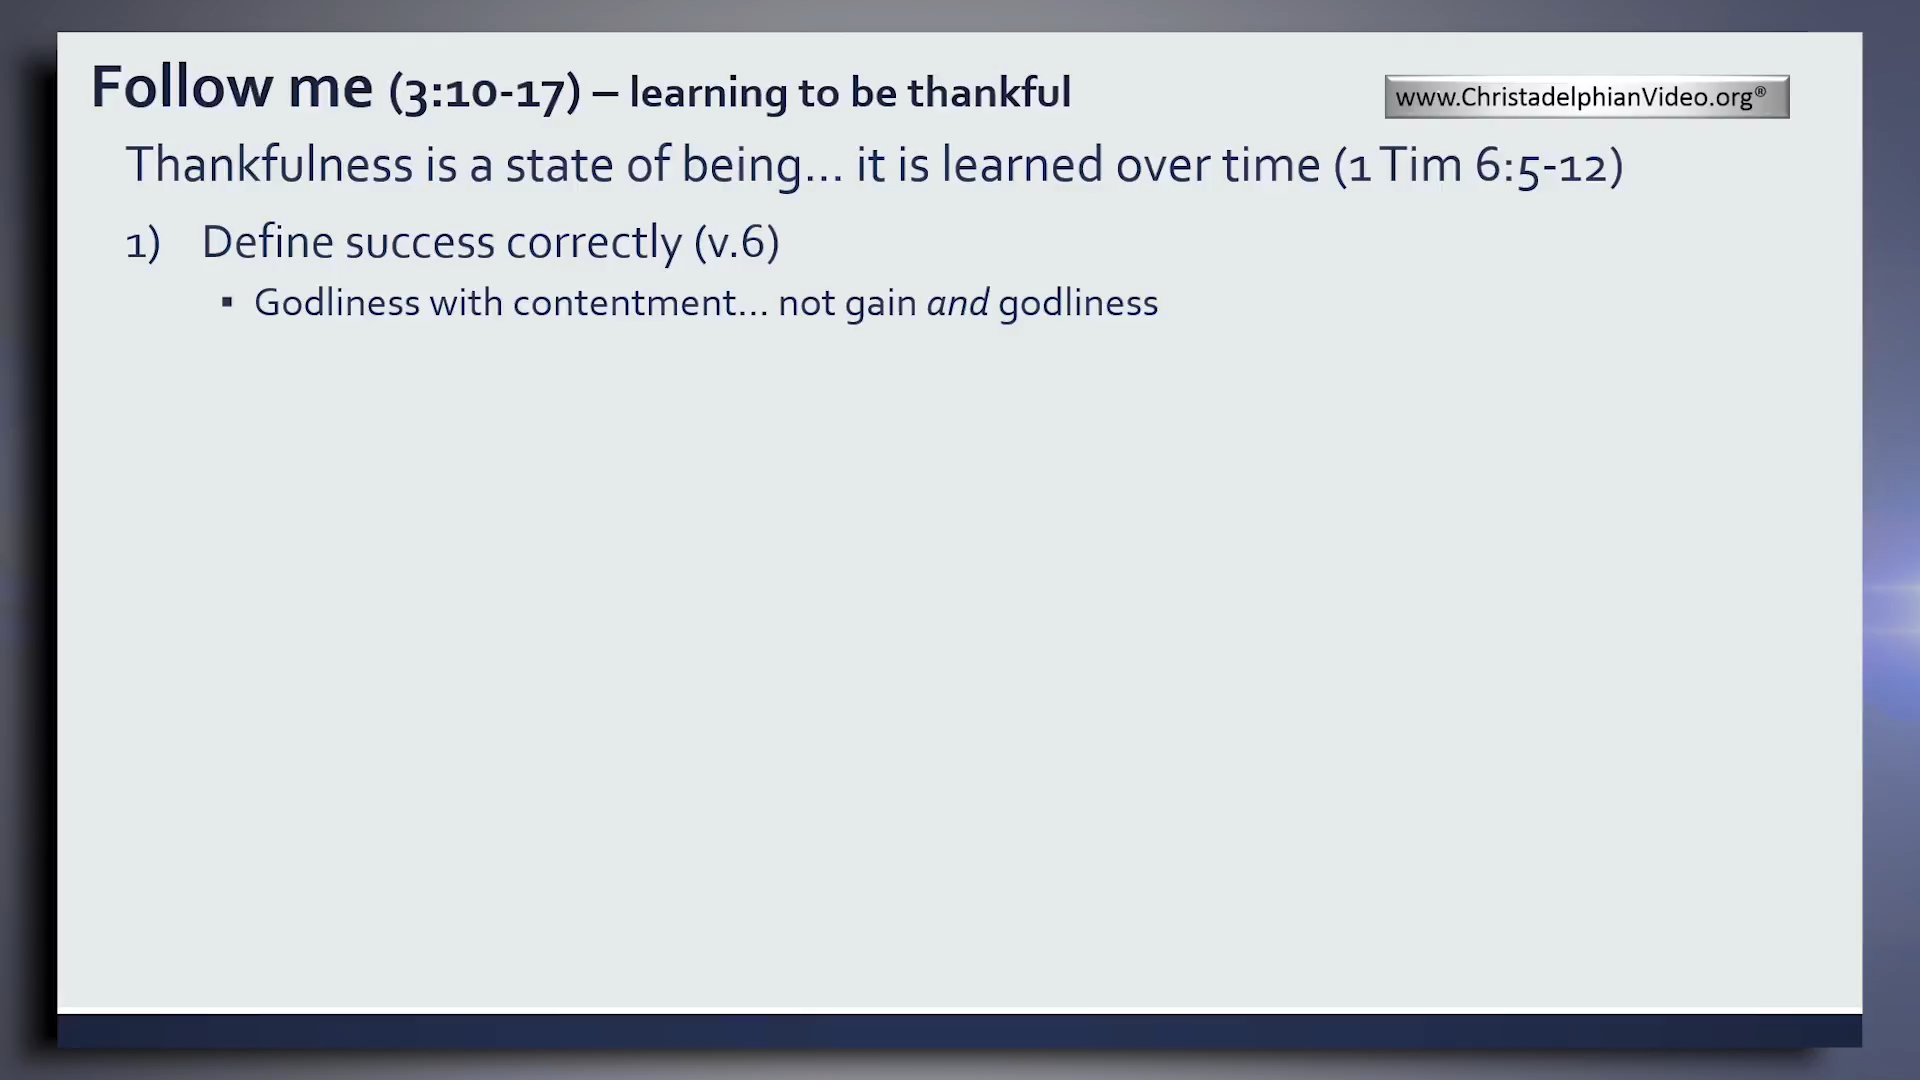 Follow me (3:10-17) – learning to be thankful
www.ChristadelphianVideo.org®
Thankfulness is a state of being... it is learned over time (1 Tim 6:5-12)
1) Define success correctly (v.6)
▪ Godliness with contentment... not gain and godliness